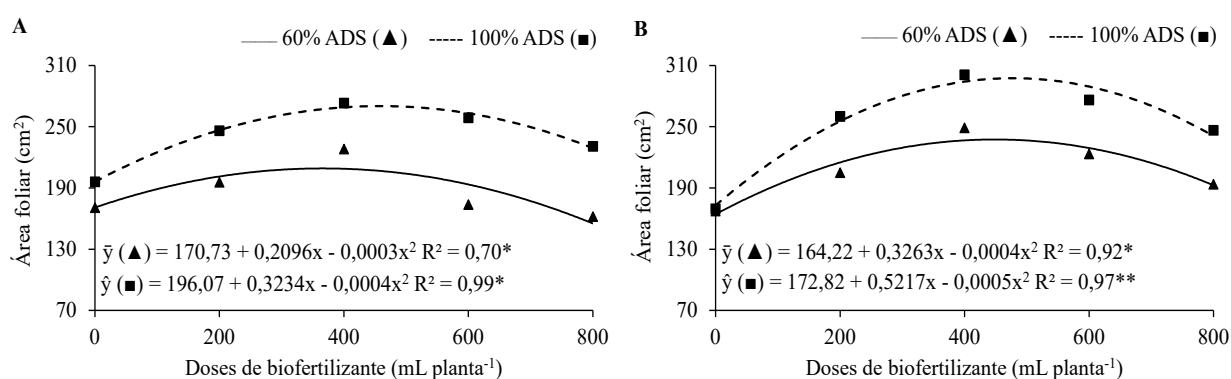 A
60% ADS (▲) 100% ADS (■)
310
250
190
130
70
Área foliar (cm²)
ȳ (▲) = 170,73 + 0,2096x - 0,0003x² R² = 0,70*
ŷ (■) = 196,07 + 0,3234x - 0,0004x² R² = 0,99*
0 200 400 600 800
Doses de biofertilizante (mL planta⁻¹)
B
60% ADS (▲) 100% ADS (■)
310
250
190
130
70
Área foliar (cm²)
ȳ (▲) = 164,22 + 0,3263x - 0,0004x² R² = 0,92*
ŷ (■) = 172,82 + 0,5217x - 0,0005x² R² = 0,97**
0 200 400 600 800
Doses de biofertilizante (mL planta⁻¹)